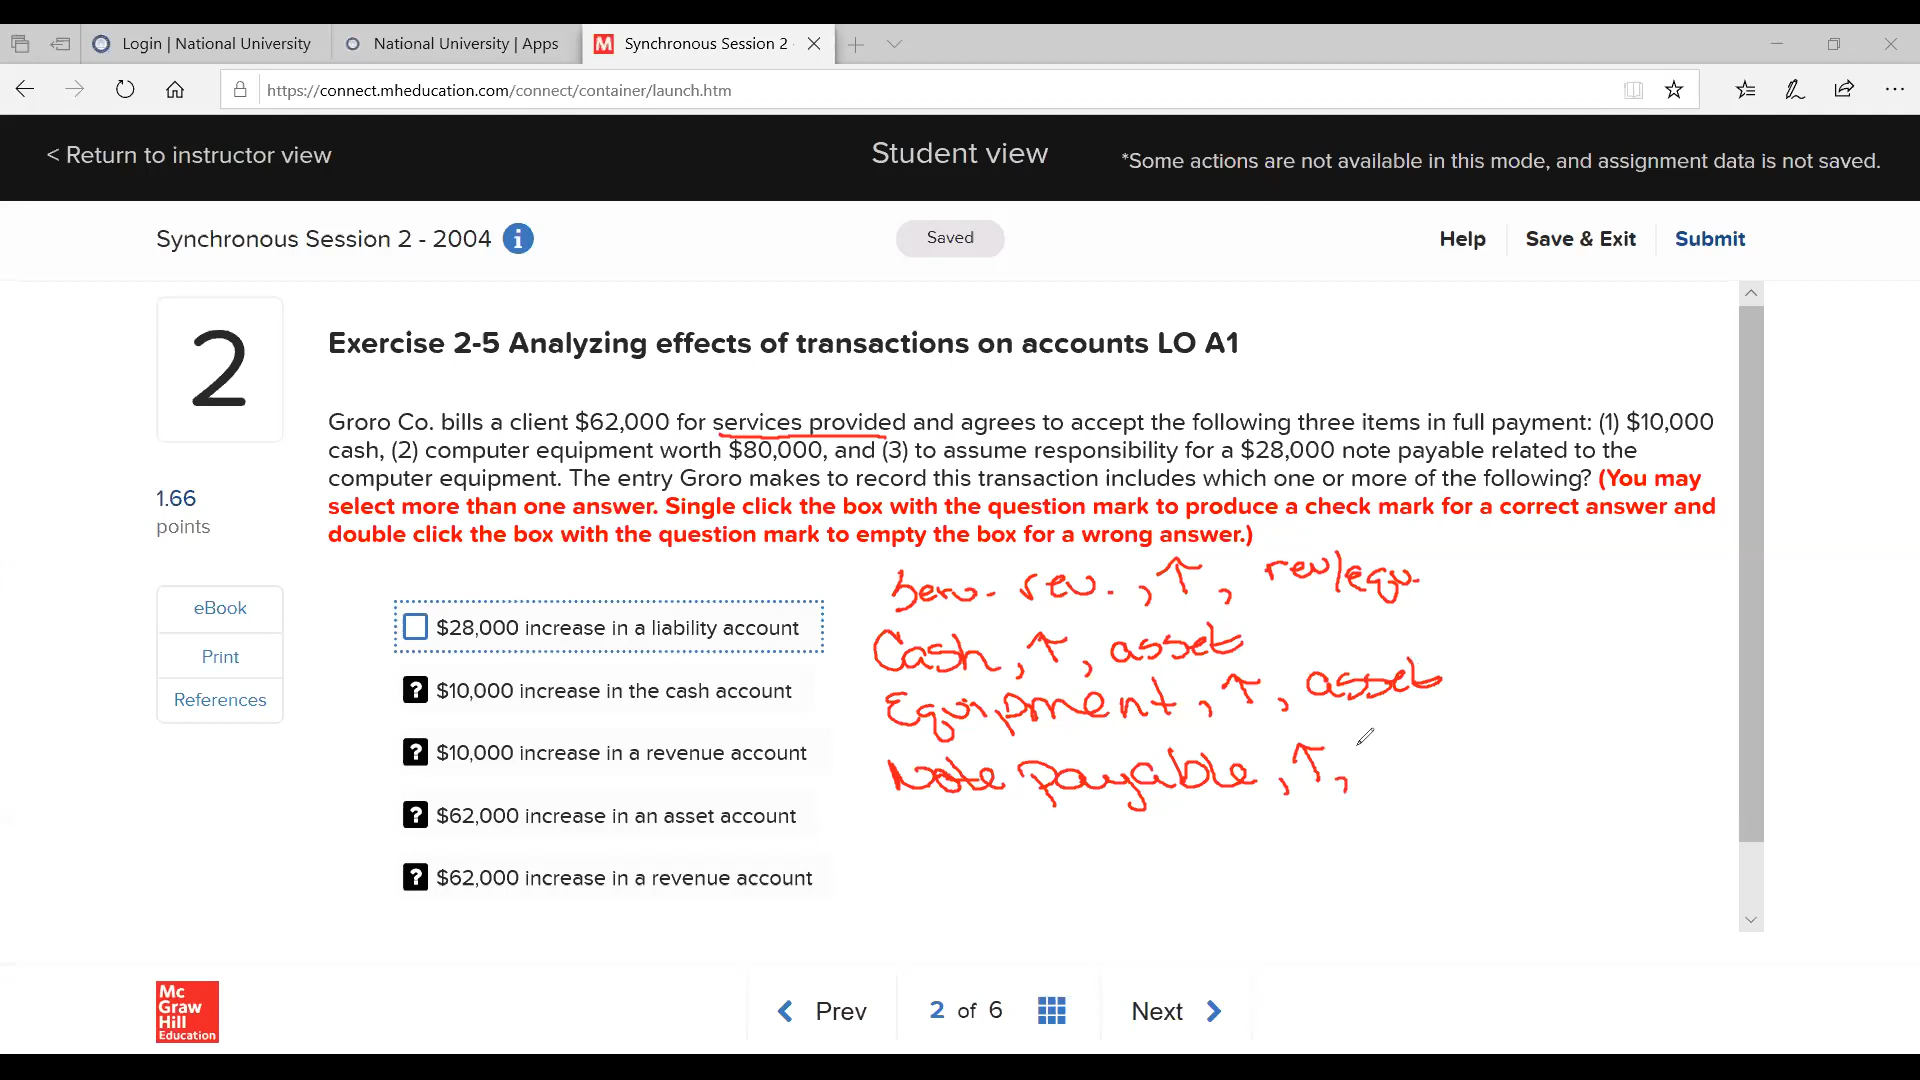 Login | National University
National University | Apps
Synchronous Session 2
https://connect.mheducation.com/connect/container/launch.htm
< Return to instructor view
Student view
*Some actions are not available in this mode, and assignment data is not saved.
Synchronous Session 2 - 2004
Saved
Help
Save & Exit
Submit
2
Exercise 2-5 Analyzing effects of transactions on accounts LO A1
Groro Co. bills a client $62,000 for services provided and agrees to accept the following three items in full payment: (1) $10,000
cash, (2) computer equipment worth $80,000, and (3) to assume responsibility for a $28,000 note payable related to the
computer equipment. The entry Groro makes to record this transaction includes which one or more of the following? (You may
select more than one answer. Single click the box with the question mark to produce a check mark for a correct answer and
double click the box with the question mark to empty the box for a wrong answer.)
1.66
points
eBook
Print
References
$28,000 increase in a liability account
? $10,000 increase in the cash account
? $10,000 increase in a revenue account
? $62,000 increase in an asset account
? $62,000 increase in a revenue account
Serv. rev. , ↑ , rev/equ.
Cash , ↑ , asset
Equipment , ↑ , asset
Note payable , ↑ ,
Mc
Graw
Hill
Education
Prev
2 of 6
Next